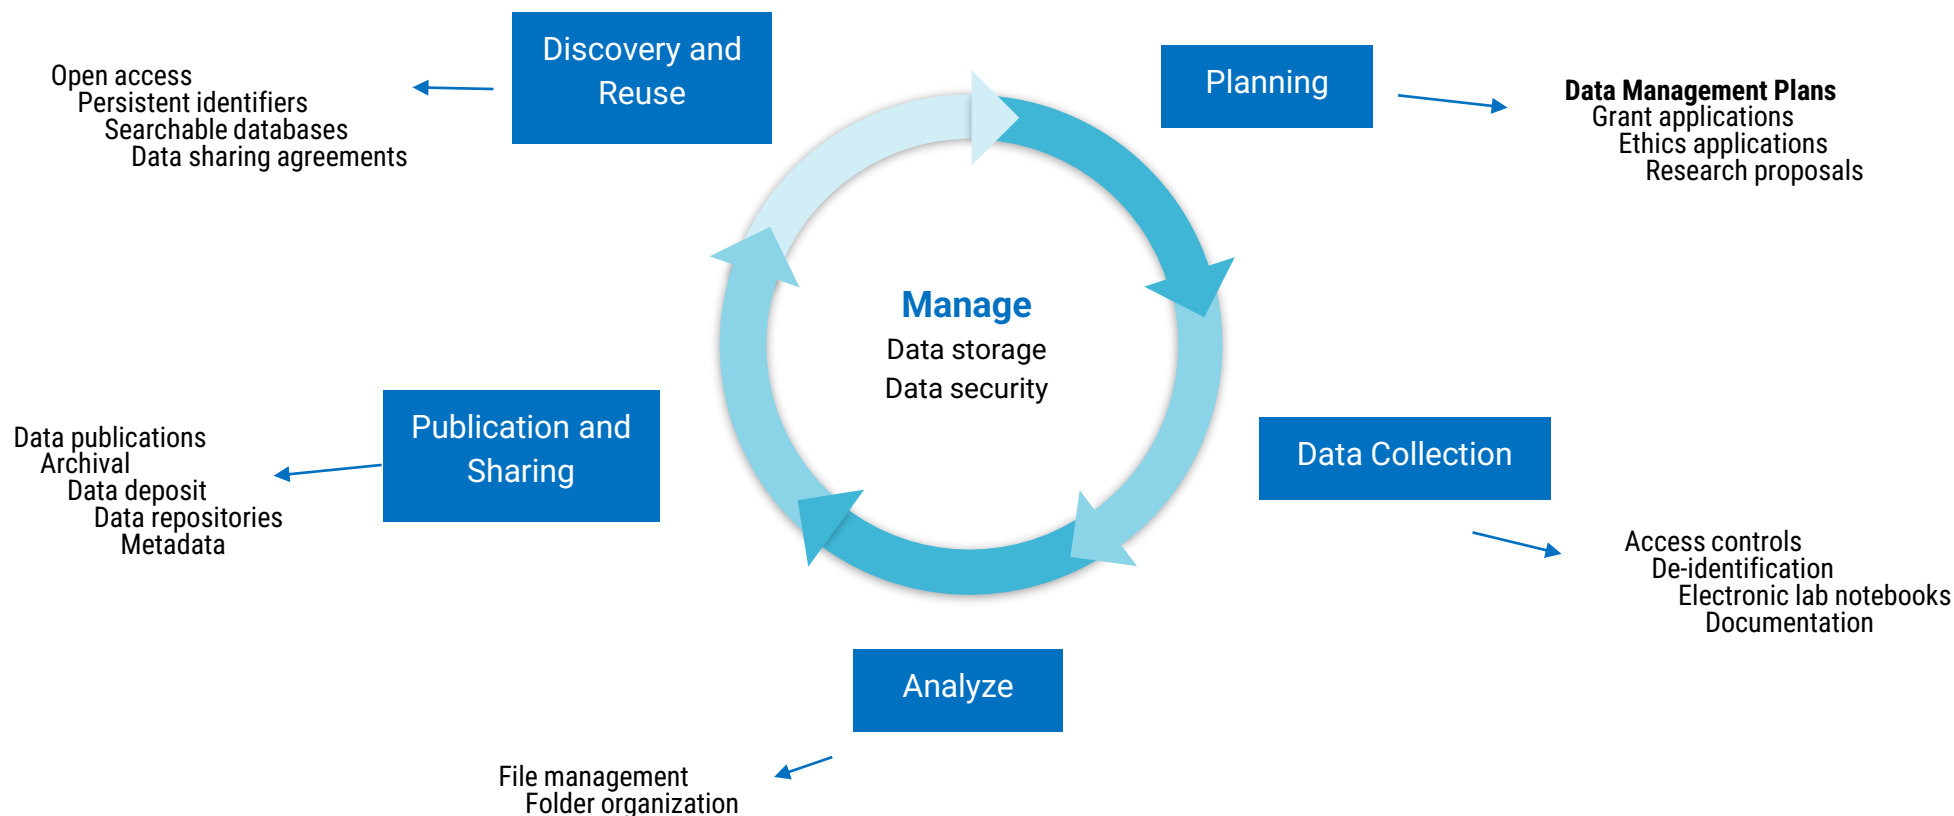 Discovery and
Reuse
Open access
Persistent identifiers
Searchable databases
Data sharing agreements
Planning
Data Management Plans
Grant applications
Ethics applications
Research proposals
Manage
Data storage
Data security
Publication and
Sharing
Data publications
Archival
Data deposit
Data repositories
Metadata
Data Collection
Access controls
De-identification
Electronic lab notebooks
Documentation
Analyze
File management
Folder organization